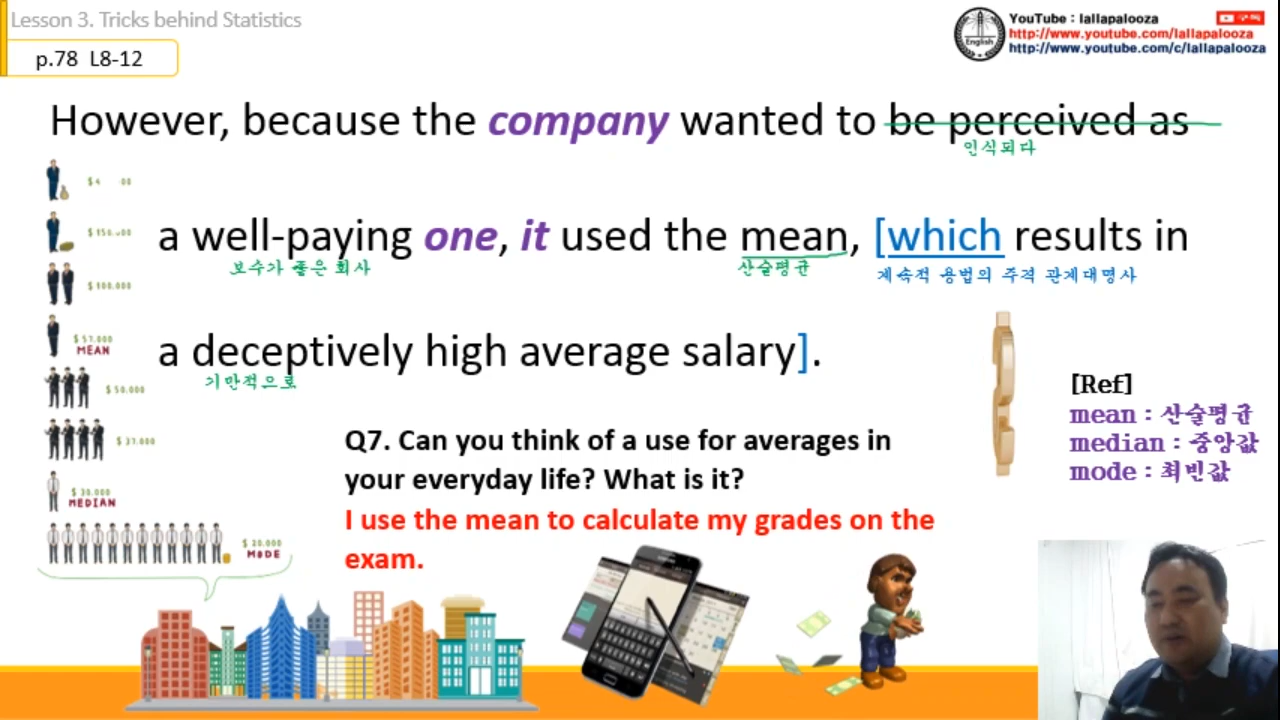 Lesson 3. Tricks behind Statistics
p.78 L8-12
YouTube : lallapalooza
구독
http://www.youtube.com/lallapalooza
http://www.youtube.com/c/lallapalooza
English
However, because the company wanted to be perceived as
인식되다
a well-paying one, it used the mean, [which results in
보수가 좋은 회사 산술평균 계속적 용법의 주격 관계대명사
a deceptively high average salary].
기만적으로
$100.000
$57.000
MEAN
$50.000
$37.000
$30.000
MEDIAN
$20.000
MODE
Q7. Can you think of a use for averages in
your everyday life? What is it?
I use the mean to calculate my grades on the
exam.
[Ref]
mean : 산술평균
median : 중앙값
mode : 최빈값